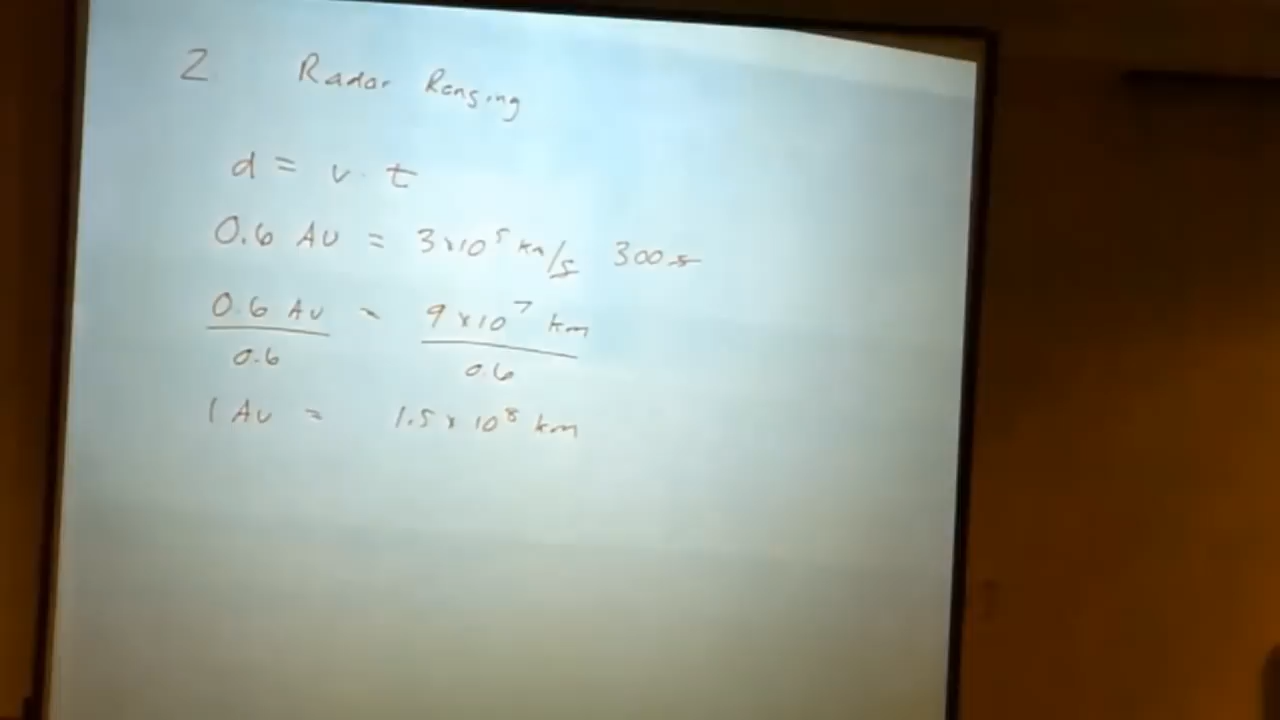 2 Radar Ranging
d = v · t
0.6 AU = 3×10⁵ km/s 300 s
0.6 AU = 9×10⁷ km
0.6 0.6
1 AU = 1.5 × 10⁸ km